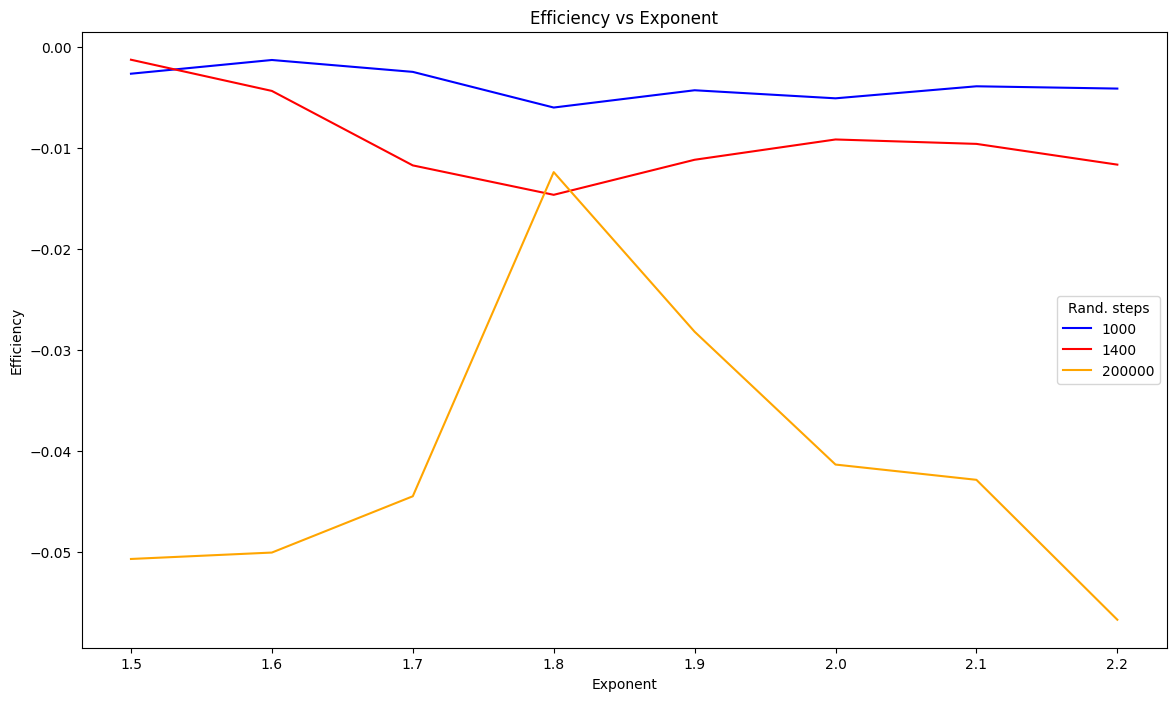 Efficiency vs Exponent
0.00
−0.01
−0.02
−0.03
−0.04
−0.05
Efficiency
Rand. steps
1000
1400
200000
1.5 1.6 1.7 1.8 1.9 2.0 2.1 2.2
Exponent